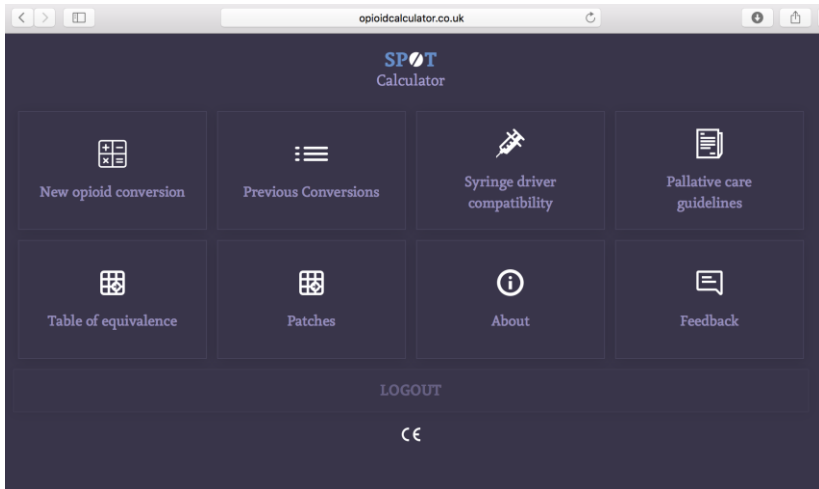 opioidcalculator.co.uk
SPOT
Calculator
New opioid conversion
Previous Conversions
Syringe driver
compatibility
Pallative care
guidelines
Table of equivalence
Patches
About
Feedback
LOGOUT
CE